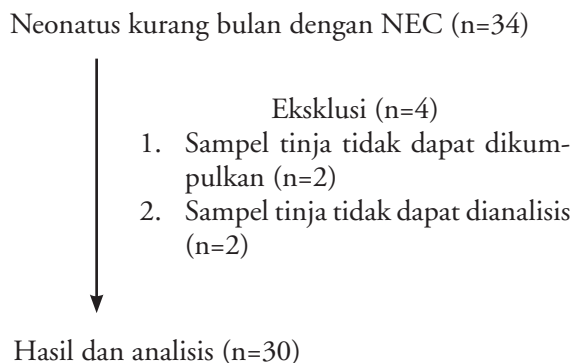 Neonatus kurang bulan dengan NEC (n=34)
Eksklusi (n=4)
1. Sampel tinja tidak dapat dikum-
pulkan (n=2)
2. Sampel tinja tidak dapat dianalisis
(n=2)
Hasil dan analisis (n=30)